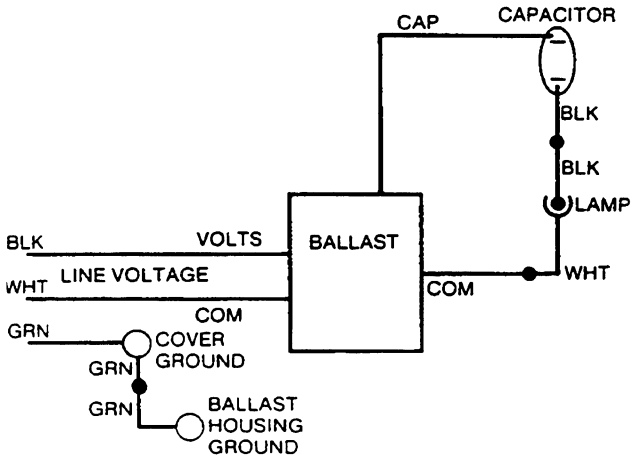 CAP
CAPACITOR
BLK
BLK
LAMP
BLK
VOLTS
BALLAST
WHT
LINE VOLTAGE
COM
COM
WHT
GRN
COVER
GROUND
GRN
GRN
BALLAST
HOUSING
GROUND